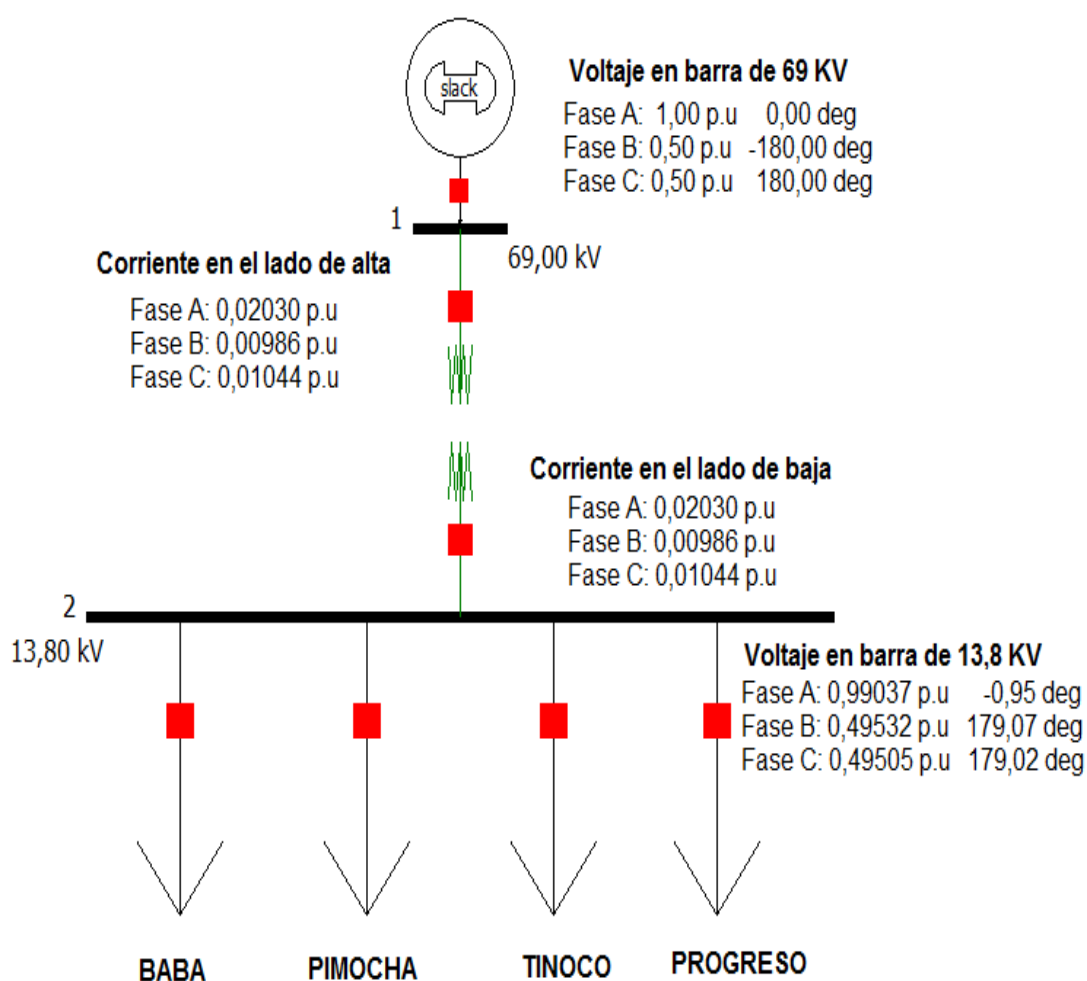 slack
Voltaje en barra de 69 KV
Fase A: 1,00 p.u 0,00 deg
Fase B: 0,50 p.u -180,00 deg
Fase C: 0,50 p.u 180,00 deg
1
69,00 kV
Corriente en el lado de alta
Fase A: 0,02030 p.u
Fase B: 0,00986 p.u
Fase C: 0,01044 p.u
Corriente en el lado de baja
Fase A: 0,02030 p.u
Fase B: 0,00986 p.u
Fase C: 0,01044 p.u
2
13,80 kV
Voltaje en barra de 13,8 KV
Fase A: 0,99037 p.u -0,95 deg
Fase B: 0,49532 p.u 179,07 deg
Fase C: 0,49505 p.u 179,02 deg
BABA
PIMOCHA
TINOCO
PROGRESO